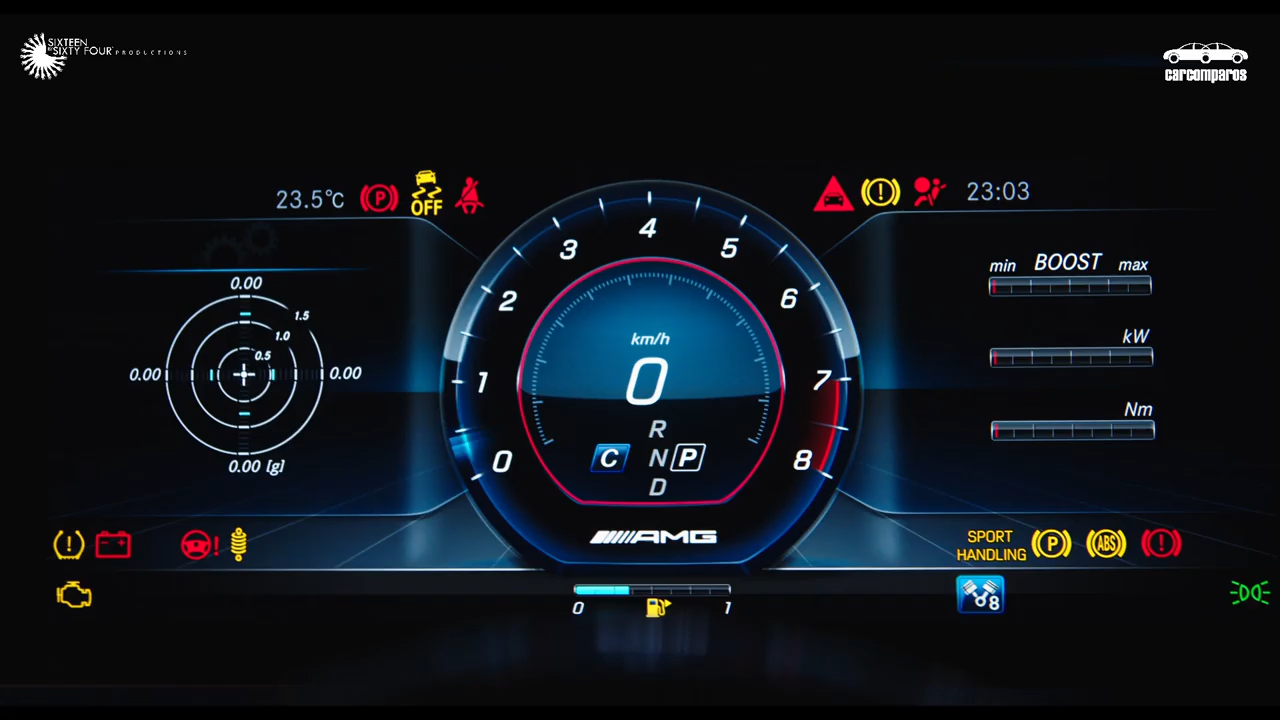 SIXTEEN
BY SIXTY FOUR PRODUCTIONS
carcomparos
23.5°C
P
OFF
!
23:03
0.00
1.5
1.0
0.5
0.00
0.00
0.00 [g]
0
1
2
3
4
5
6
7
8
km/h
0
R
C
N
P
D
AMG
min BOOST max
kW
Nm
!
!
SPORT
HANDLING
P
ABS
!
8
0
1